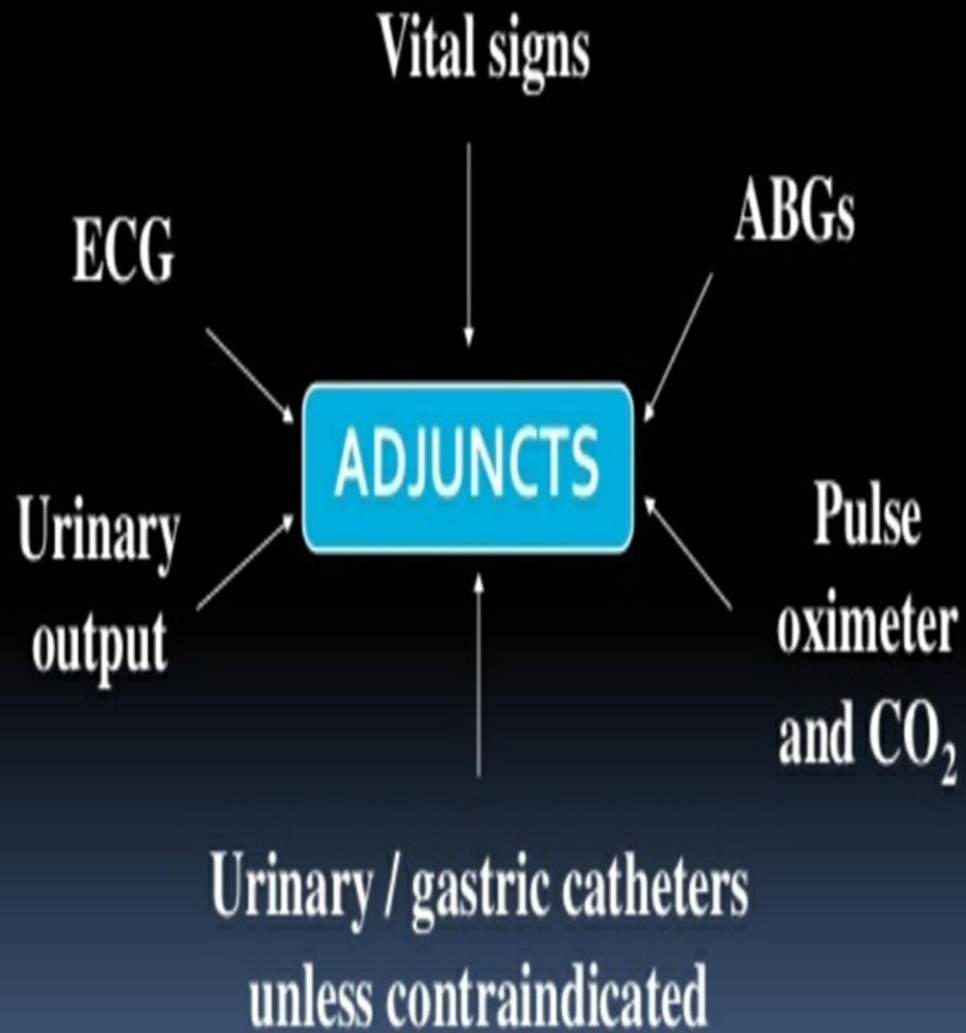 Vital signs
ECG
ABGs
ADJUNCTS
Urinary
output
Pulse
oximeter
and CO₂
Urinary / gastric catheters
unless contraindicated